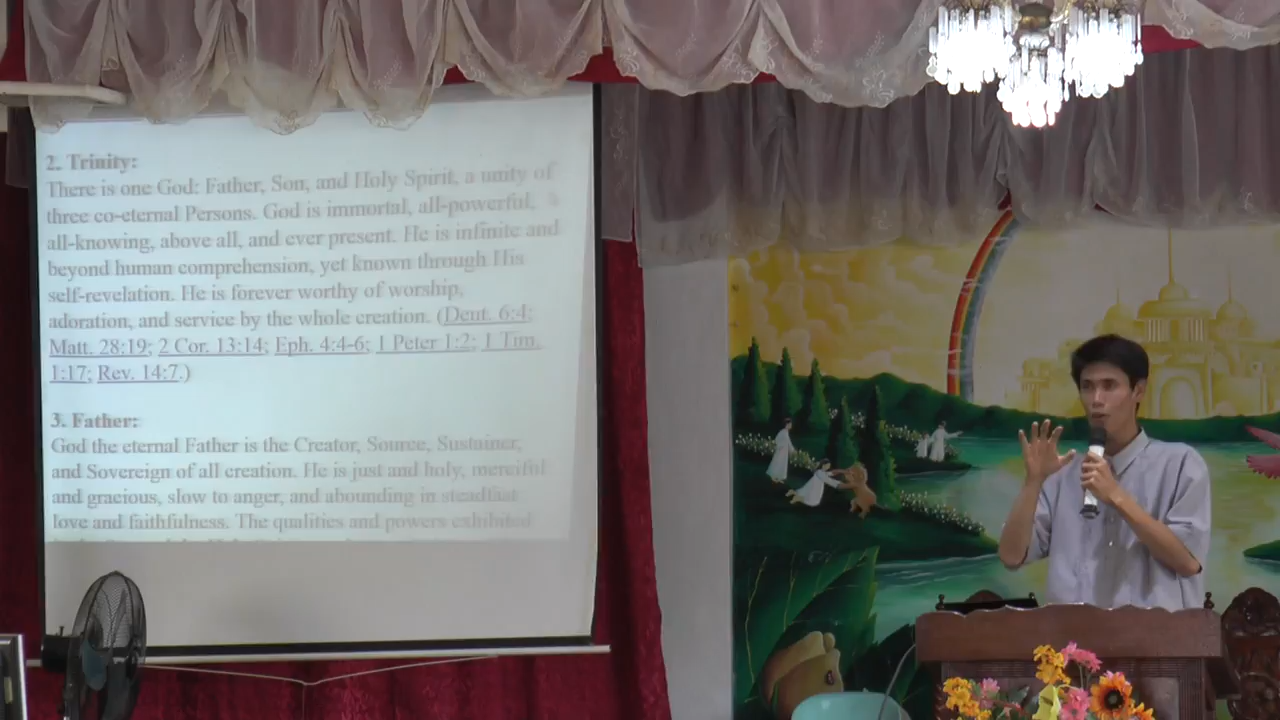 2. Trinity:
There is one God: Father, Son, and Holy Spirit, a unity of
three co-eternal Persons. God is immortal, all-powerful,
all-knowing, above all, and ever present. He is infinite and
beyond human comprehension, yet known through His
self-revelation. He is forever worthy of worship,
adoration, and service by the whole creation. (Deut. 6:4;
Matt. 28:19; 2 Cor. 13:14; Eph. 4:4-6; 1 Peter 1:2; 1 Tim.
1:17; Rev. 14:7.)
3. Father:
God the eternal Father is the Creator, Source, Sustainer,
and Sovereign of all creation. He is just and holy, merciful
and gracious, slow to anger, and abounding in steadfast
love and faithfulness. The qualities and powers exhibited